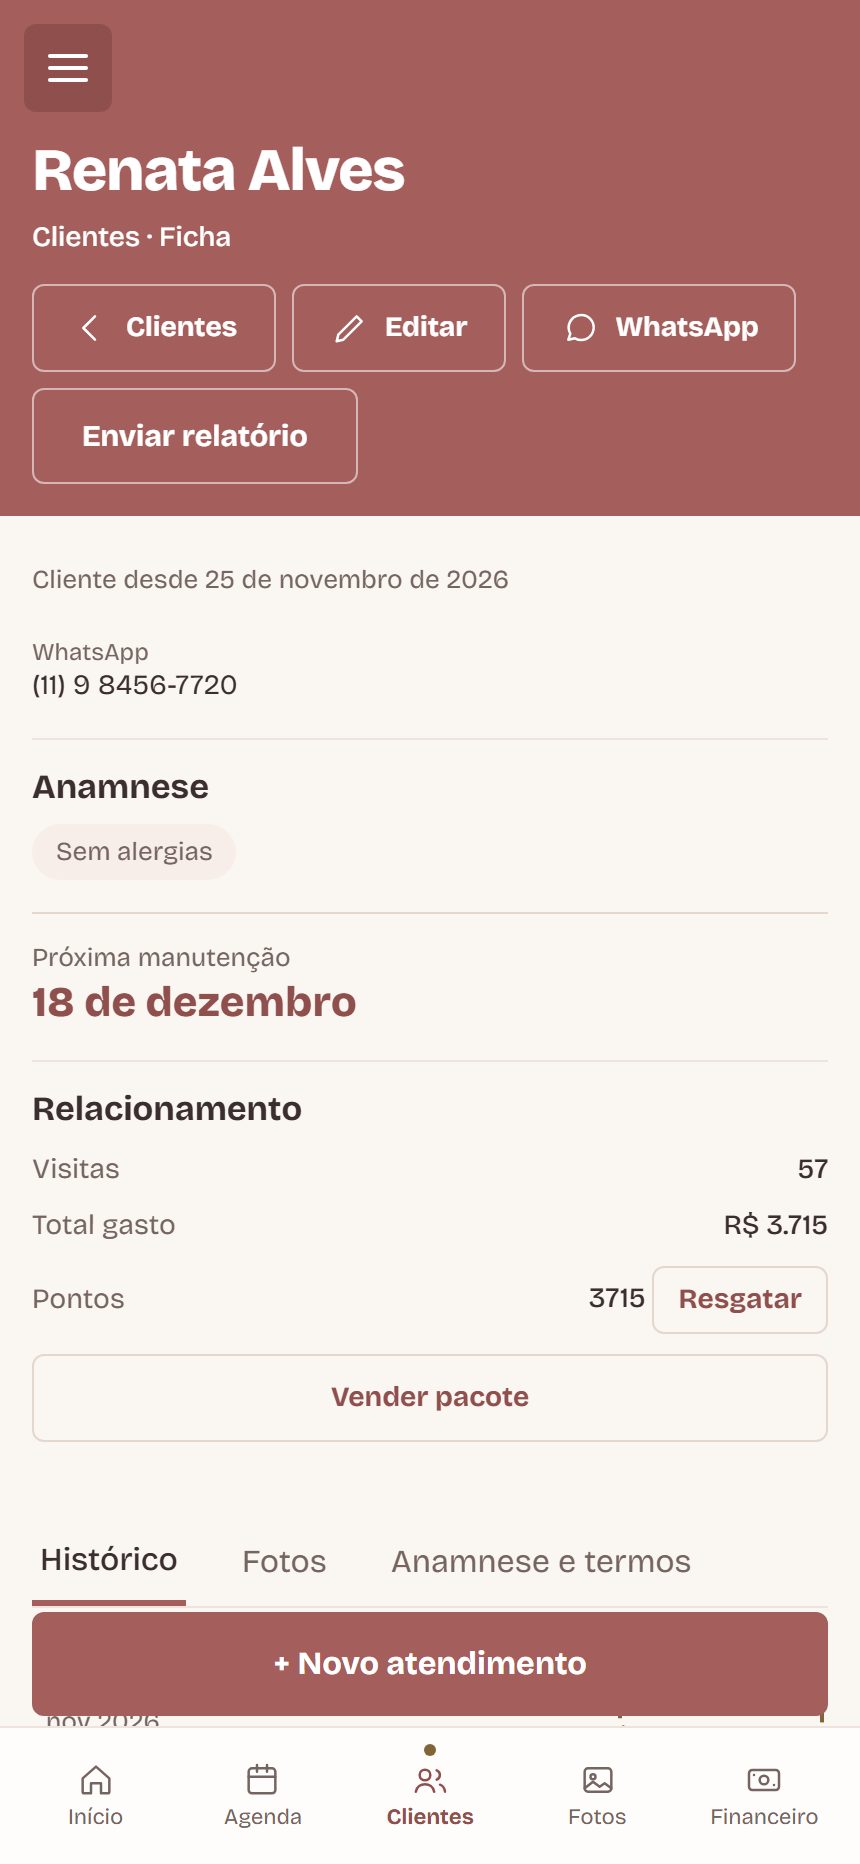 Renata Alves
Clientes · Ficha
Clientes
Editar
WhatsApp
Enviar relatório
Cliente desde 25 de novembro de 2026
WhatsApp
(11) 9 8456-7720
Anamnese
Sem alergias
Próxima manutenção
18 de dezembro
Relacionamento
Visitas 57
Total gasto R$ 3.715
Pontos 3715 Resgatar
Vender pacote
Histórico Fotos Anamnese e termos
+ Novo atendimento
nov 2026
Início Agenda Clientes Fotos Financeiro